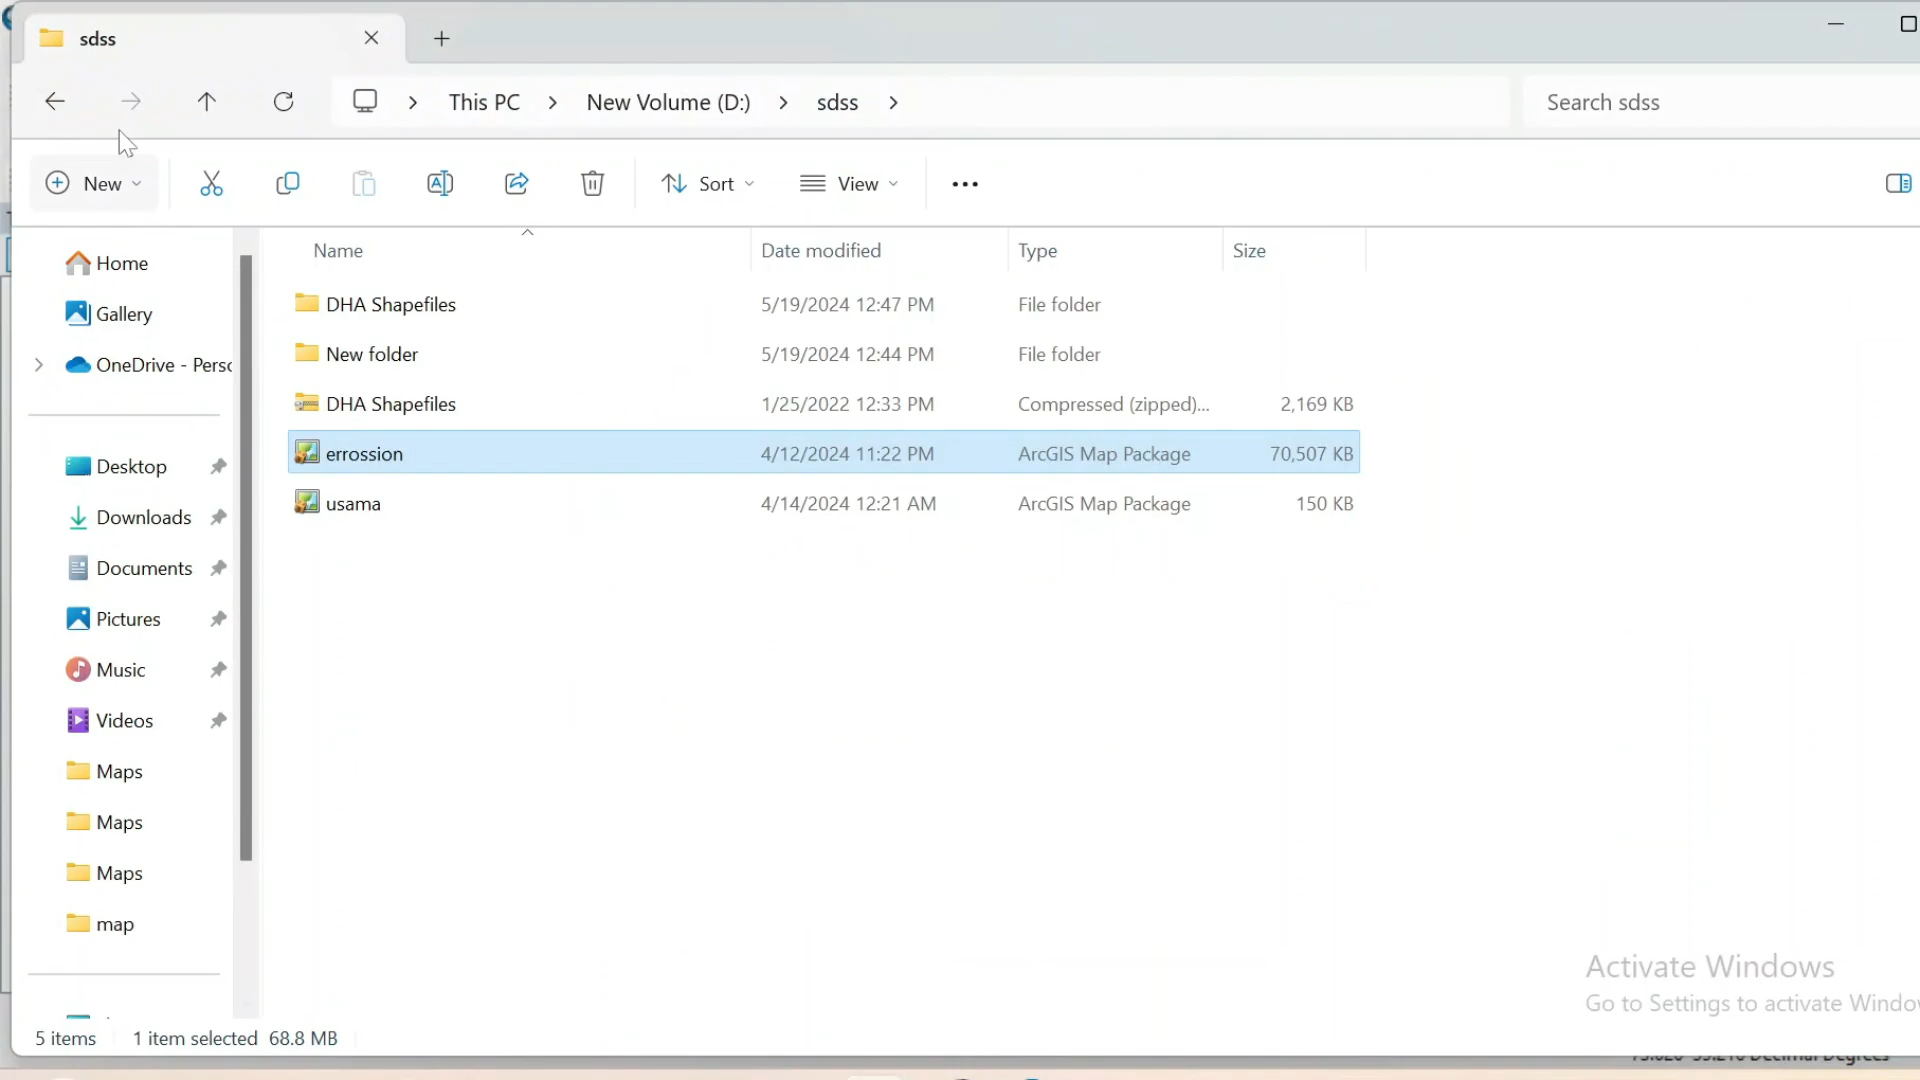 sdss
This PC > New Volume (D:) > sdss >
Search sdss
New
Sort
View
Name Date modified Type Size
Home
Gallery
OneDrive - Perso
Desktop
Downloads
Documents
Pictures
Music
Videos
Maps
Maps
Maps
map
DHA Shapefiles 5/19/2024 12:47 PM File folder
New folder 5/19/2024 12:44 PM File folder
DHA Shapefiles 1/25/2022 12:33 PM Compressed (zipped)... 2,169 KB
errossion 4/12/2024 11:22 PM ArcGIS Map Package 70,507 KB
usama 4/14/2024 12:21 AM ArcGIS Map Package 150 KB
Activate Windows
Go to Settings to activate Window
5 items 1 item selected 68.8 MB
Decimal Degrees